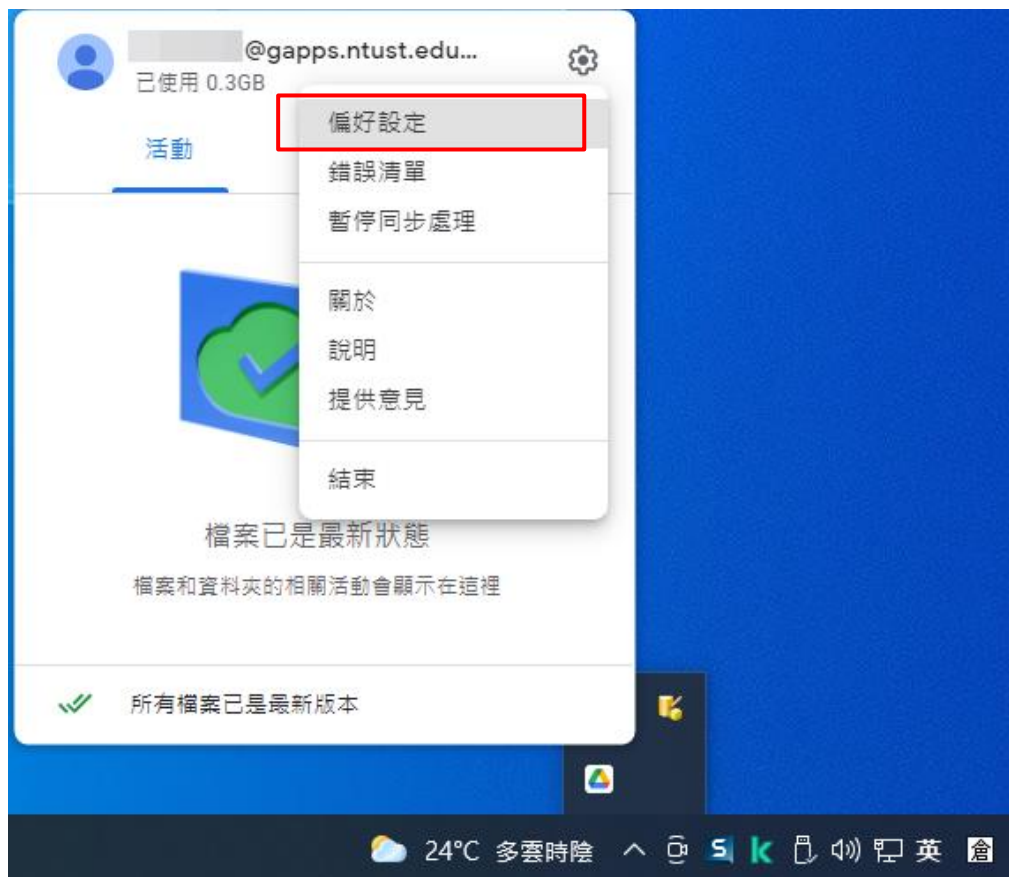 @gapps.ntust.edu...
已使用 0.3GB
活動
偏好設定
錯誤清單
暫停同步處理
關於
說明
提供意見
結束
檔案已是最新狀態
檔案和資料夾的相關活動會顯示在這裡
所有檔案已是最新版本
24°C 多雲時陰 英 倉